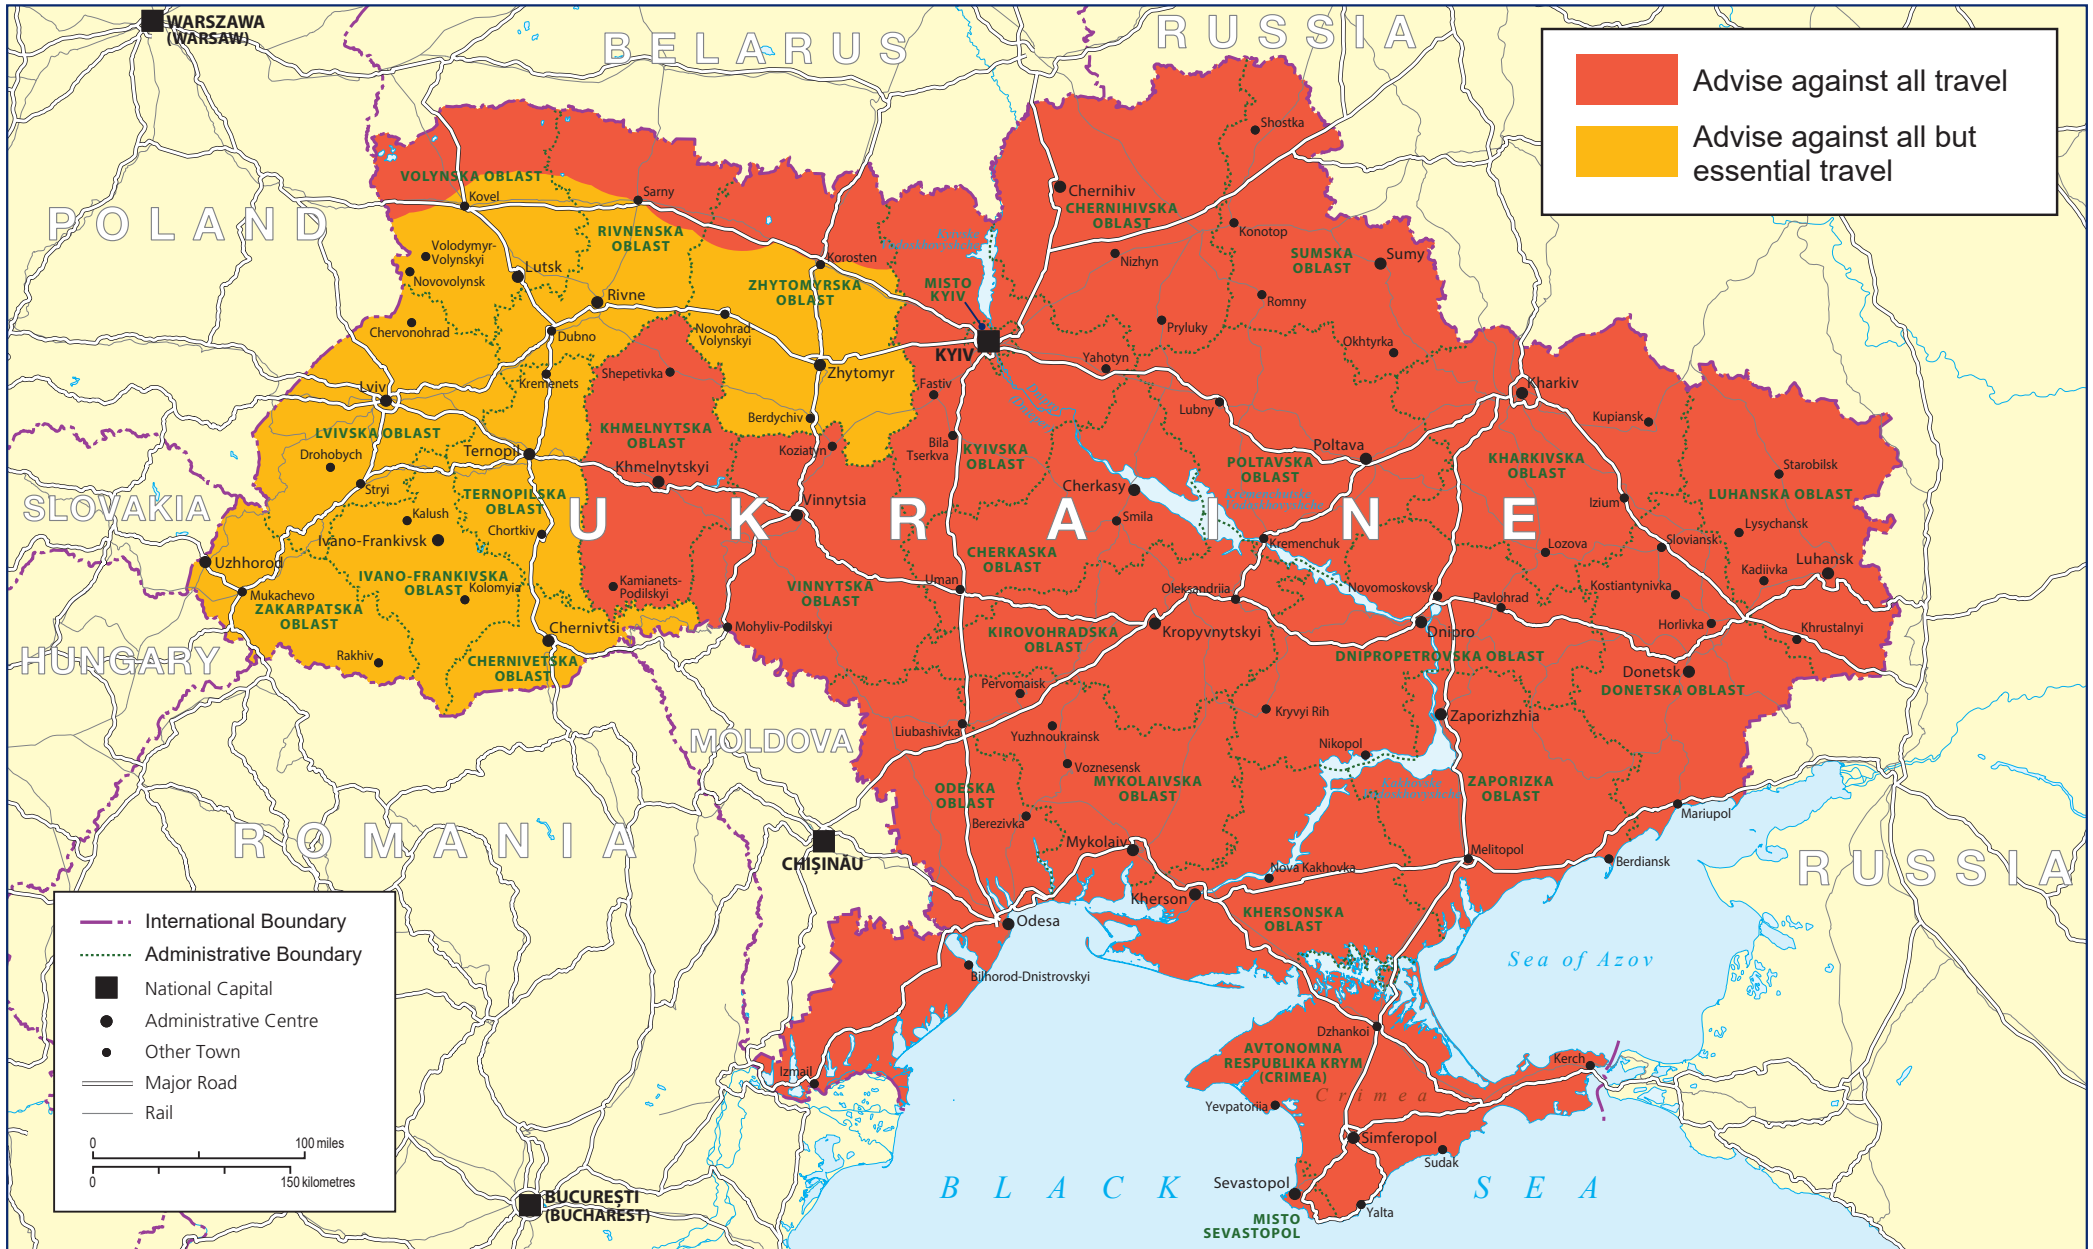 WARSZAWA
(WARSAW)
BELARUS
RUSSIA
Advise against all travel
Advise against all but
essential travel
POLAND
Shostka
VOLYNSKA OBLAST
Kovel
Sarny
Chernihiv
CHERNIHIVSKA
OBLAST
RIVNENSKA
OBLAST
Konotop
Volodymyr-
Volynskyi
Novovolynsk
Lutsk
Korosten
Nizhyn
SUMSKA
OBLAST
Sumy
ZHYTOMYRSKA
OBLAST
MISTO
KYIV
Rivne
Romny
Chervonohrad
Dubno
Novohrad
Volynskyi
Pryluky
Okhtyrka
KYIV
Yahotyn
Shepetivka
Zhytomyr
Lviv
Kremenets
Fastiv
Kharkiv
Lubny
Kupiansk
Berdychiv
LVIVSKA OBLAST
KHMELNYTSKA
OBLAST
Koziatyn
Bila
Tserkva
KYIVSKA
OBLAST
Poltava
Drohobych
Ternopil
Khmelnytskyi
POLTAVSKA
OBLAST
KHARKIVSKA
OBLAST
Starobilsk
Stryi
Cherkasy
LUHANSKA OBLAST
SLOVAKIA
TERNOPILSKA
OBLAST
Vinnytsia
Izium
Kalush
Smila
UKRAINE
Lysychansk
Chortkiv
Ivano-Frankivsk
Kremenchuk
Lozova
Sloviansk
Uzhhorod
CHERKASKA
OBLAST
Luhansk
IVANO-FRANKIVSKA
OBLAST
Kolomyia
Kamianets-
Podilskyi
VINNYTSKA
OBLAST
Uman
Oleksandriia
Novomoskovsk
Kostiantynivka
Kadiivka
Mukachevo
Pavlohrad
ZAKARPATSKA
OBLAST
Chernivtsi
Mohyliv-Podilskyi
KIROVOHRADSKA
OBLAST
Kropyvnytskyi
Dnipro
Horlivka
Khrustalnyi
HUNGARY
Rakhiv
CHERNIVETSKA
OBLAST
DNIPROPETROVSKA OBLAST
Donetsk
DONETSKA OBLAST
Pervomaisk
Kryvyi Rih
Zaporizhzhia
MOLDOVA
Liubashivka
Yuzhnoukrainsk
Nikopol
Voznesensk
MYKOLAIVSKA
OBLAST
ODESKA
OBLAST
ZAPORIZKA
OBLAST
Berezivka
Mariupol
ROMANIA
Mykolaiv
Melitopol
Berdiansk
RUSSIA
CHIȘINĂU
Nova Kakhovka
Kherson
KHERSONSKA
OBLAST
Odesa
Sea of Azov
Bilhorod-Dnistrovskyi
International Boundary
Administrative Boundary
National Capital
Administrative Centre
Other Town
Major Road
Rail
0 100 miles
0 150 kilometres
Dzhankoi
AVTONOMNA
RESPUBLIKA KRYM
(CRIMEA)
Crimea
Kerch
Izmail
Yevpatoriia
Simferopol
Sudak
BLACK SEA
Sevastopol
Yalta
MISTO
SEVASTOPOL
BUCUREȘTI
(BUCHAREST)